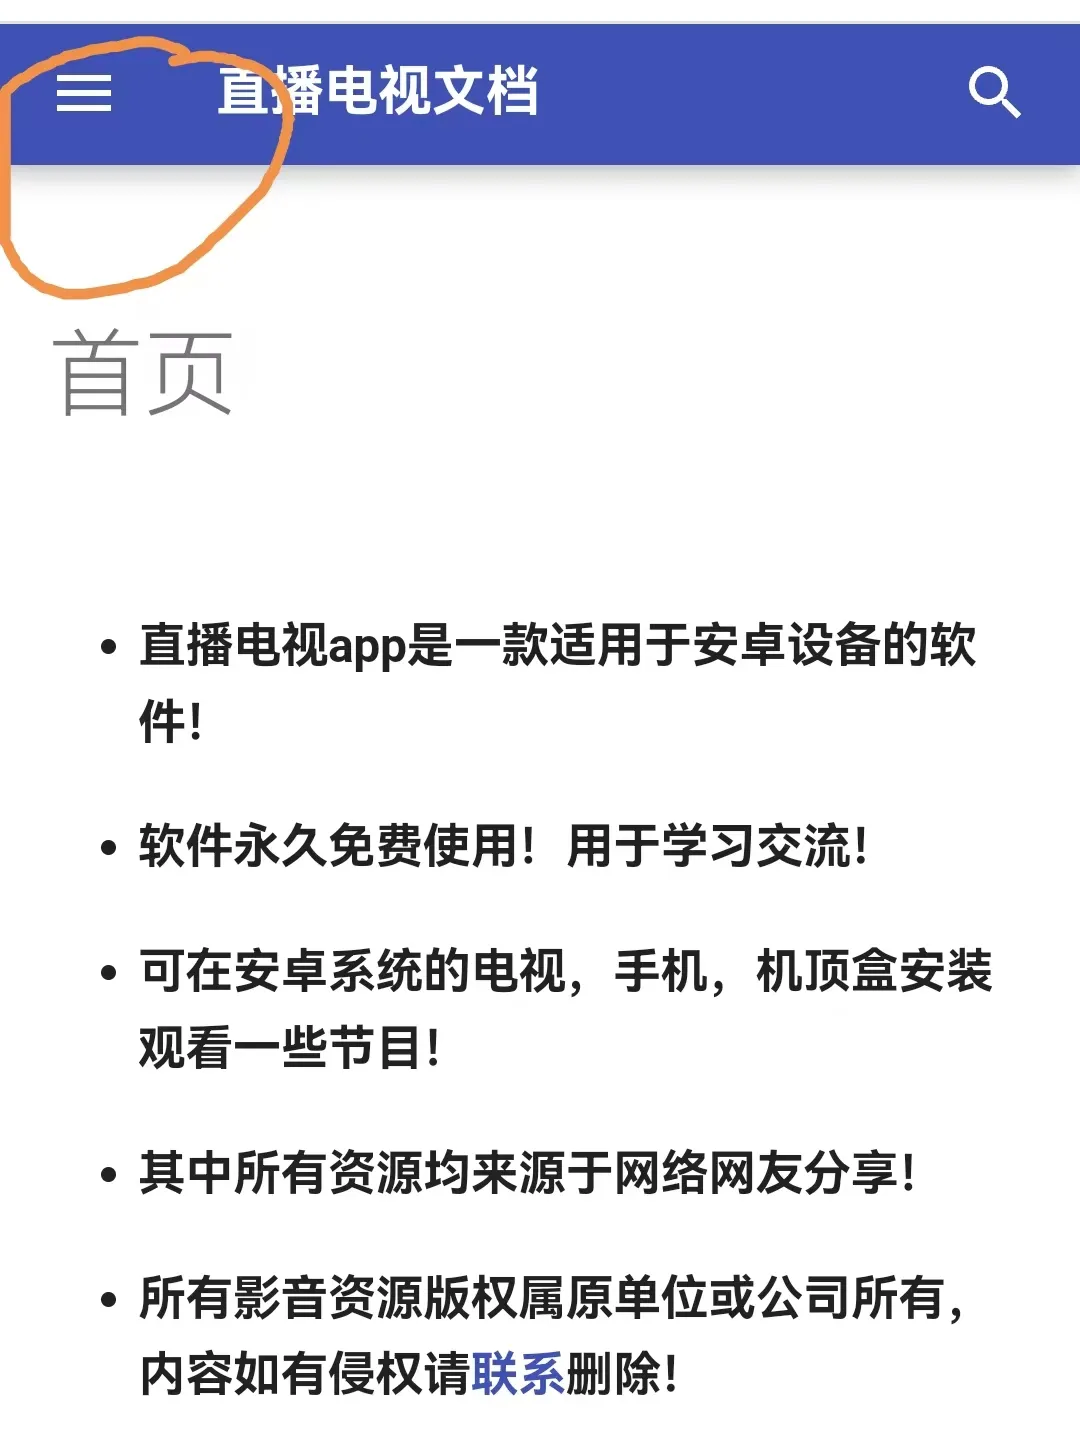 直播电视文档
首页
直播电视app是一款适用于安卓设备的软
件！
软件永久免费使用！用于学习交流！
可在安卓系统的电视，手机，机顶盒安装
观看一些节目！
其中所有资源均来源于网络网友分享！
所有影音资源版权属原单位或公司所有，
内容如有侵权请联系删除！